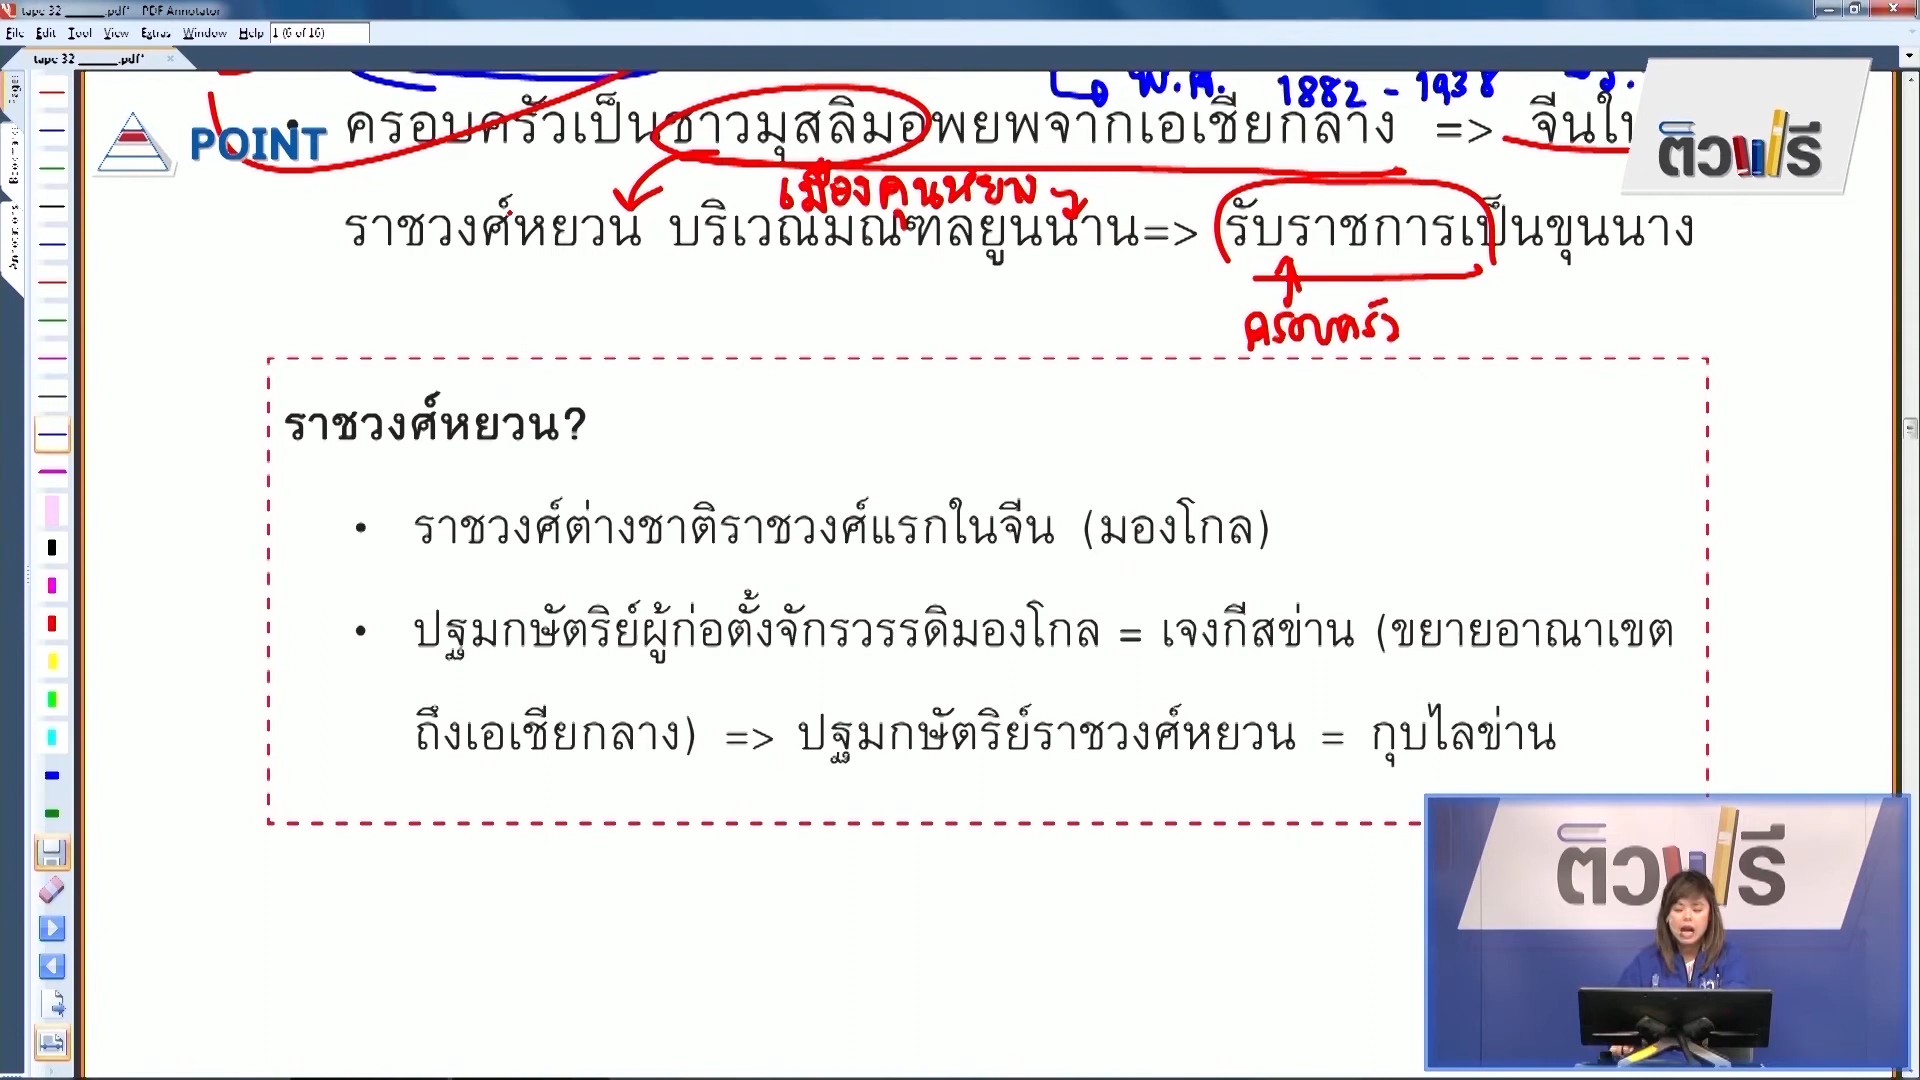 tapc 32 _____.pdf* - PDF Annotator
File Edit Tool View Extras Window Help 1 (6 of 16)
tapc 32 _____.pdf*
1882 - 1938
POINT
ครอบครัวเป็นชาวมุสลิมอพยพจากเอเชียกลาง => จีนใน
ติวฟรี
เมืองคุนหยาง
ราชวงศ์หยวน บริเวณมณฑลยูนนาน=> รับราชการเป็นขุนนาง
ครอบครัว
ราชวงศ์หยวน?
• ราชวงศ์ต่างชาติราชวงศ์แรกในจีน (มองโกล)
• ปฐมกษัตริย์ผู้ก่อตั้งจักรวรรดิมองโกล = เจงกีสข่าน (ขยายอาณาเขต
ถึงเอเชียกลาง) => ปฐมกษัตริย์ราชวงศ์หยวน = กุบไลข่าน
ติวฟรี